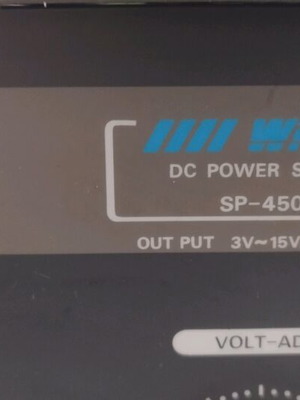 DC POWER S
SP-450
OUT PUT 3V~15V
VOLT-AD